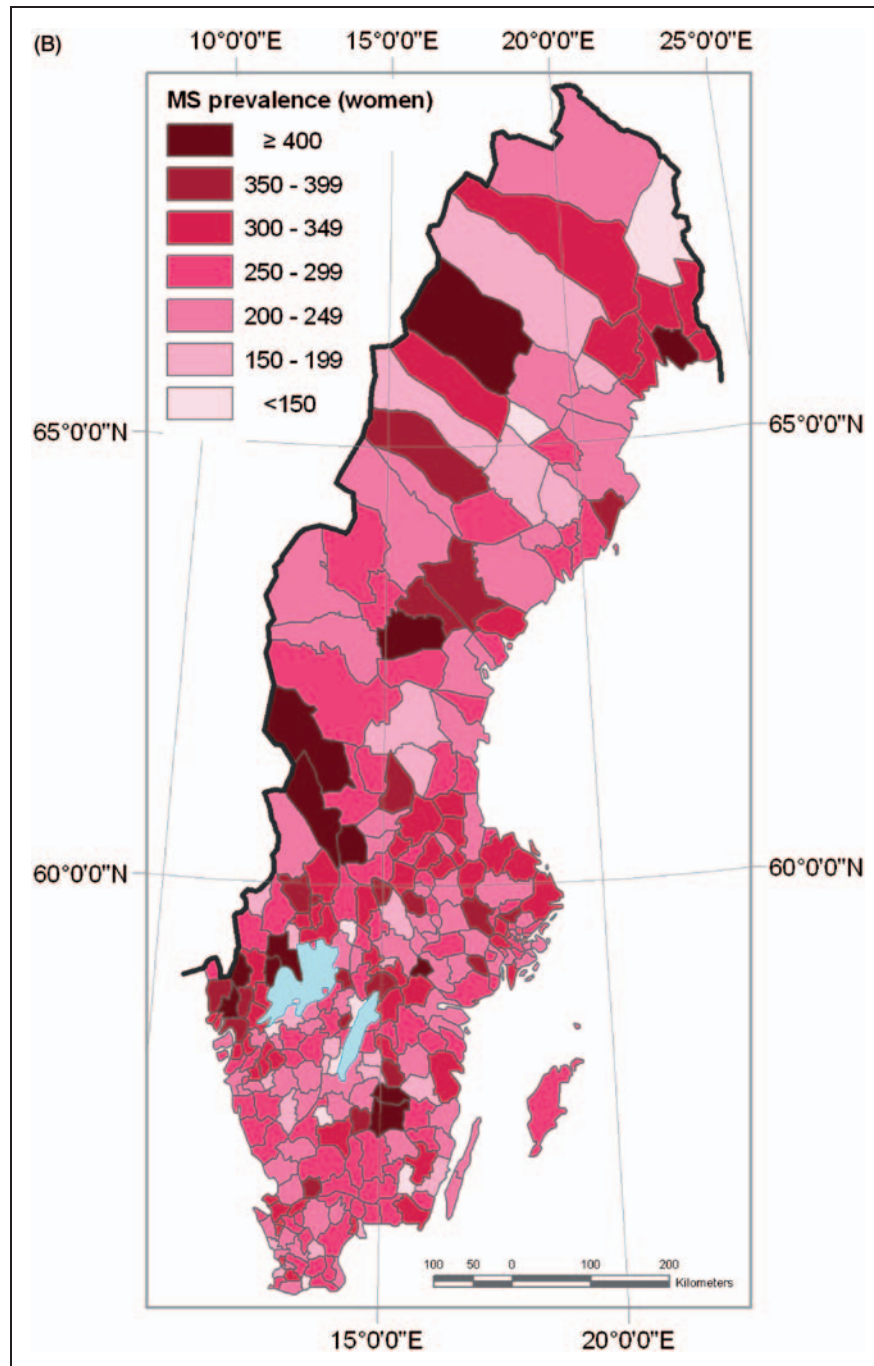 (B)
10°0'0"E 15°0'0"E 20°0'0"E 25°0'0"E
MS prevalence (women)
≥ 400
350 - 399
300 - 349
250 - 299
200 - 249
150 - 199
<150
65°0'0"N 65°0'0"N
60°0'0"N 60°0'0"N
100 50 0 100 200
Kilometers
15°0'0"E 20°0'0"E